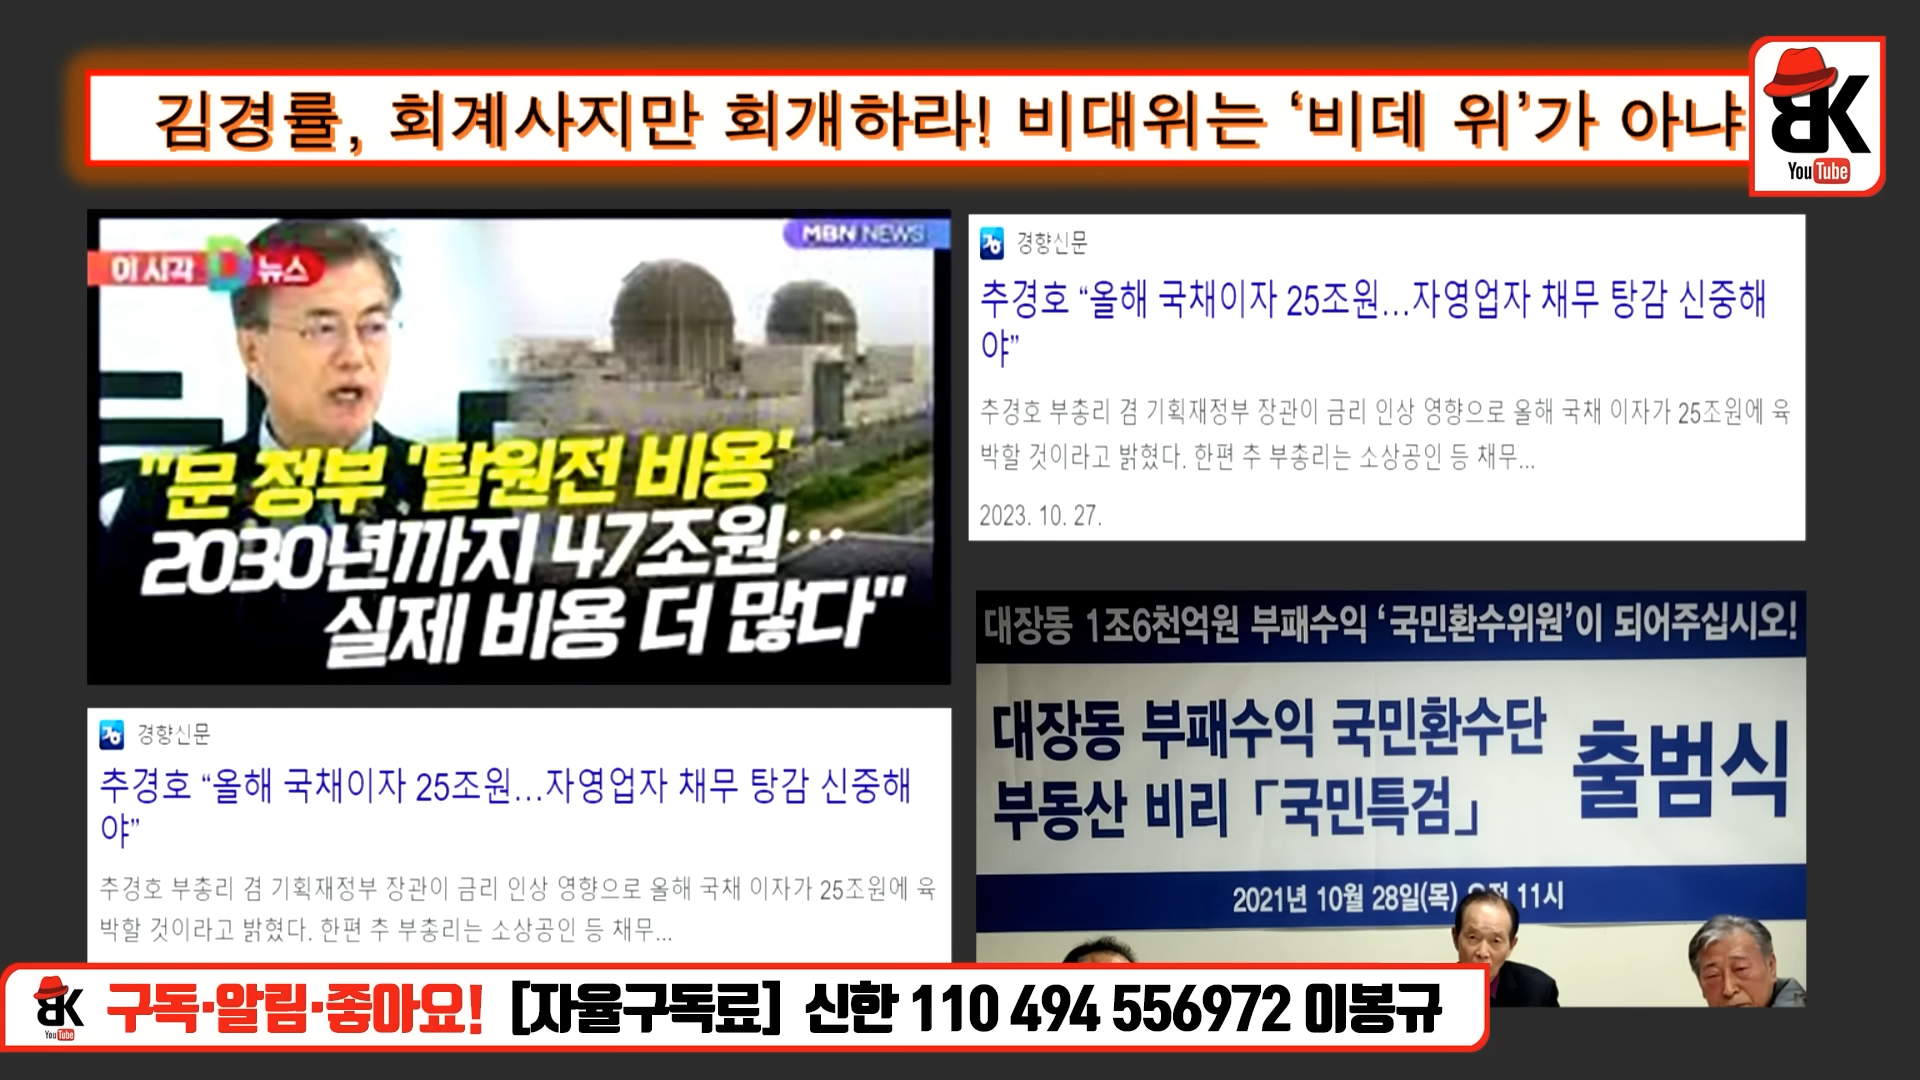 김경률, 회계사지만 회개하라! 비대위는 ‘비데 위’가 아냐
BK
YouTube
이 시각 D 뉴스
MBN NEWS
"문 정부 '탈원전 비용'
2030년까지 47조원…
실제 비용 더 많다"
경향신문
추경호 “올해 국채이자 25조원…자영업자 채무 탕감 신중해
야”
추경호 부총리 겸 기획재정부 장관이 금리 인상 영향으로 올해 국채 이자가 25조원에 육
박할 것이라고 밝혔다. 한편 추 부총리는 소상공인 등 채무...
2023. 10. 27.
경향신문
추경호 “올해 국채이자 25조원…자영업자 채무 탕감 신중해
야”
추경호 부총리 겸 기획재정부 장관이 금리 인상 영향으로 올해 국채 이자가 25조원에 육
박할 것이라고 밝혔다. 한편 추 부총리는 소상공인 등 채무...
대장동 1조6천억원 부패수익 ‘국민환수위원’이 되어주십시오!
대장동 부패수익 국민환수단
부동산 비리 「국민특검」
출범식
2021년 10월 28일(목) 11시
BK
YouTube
구독·알림·좋아요! [자율구독료] 신한 110 494 556972 이봉규